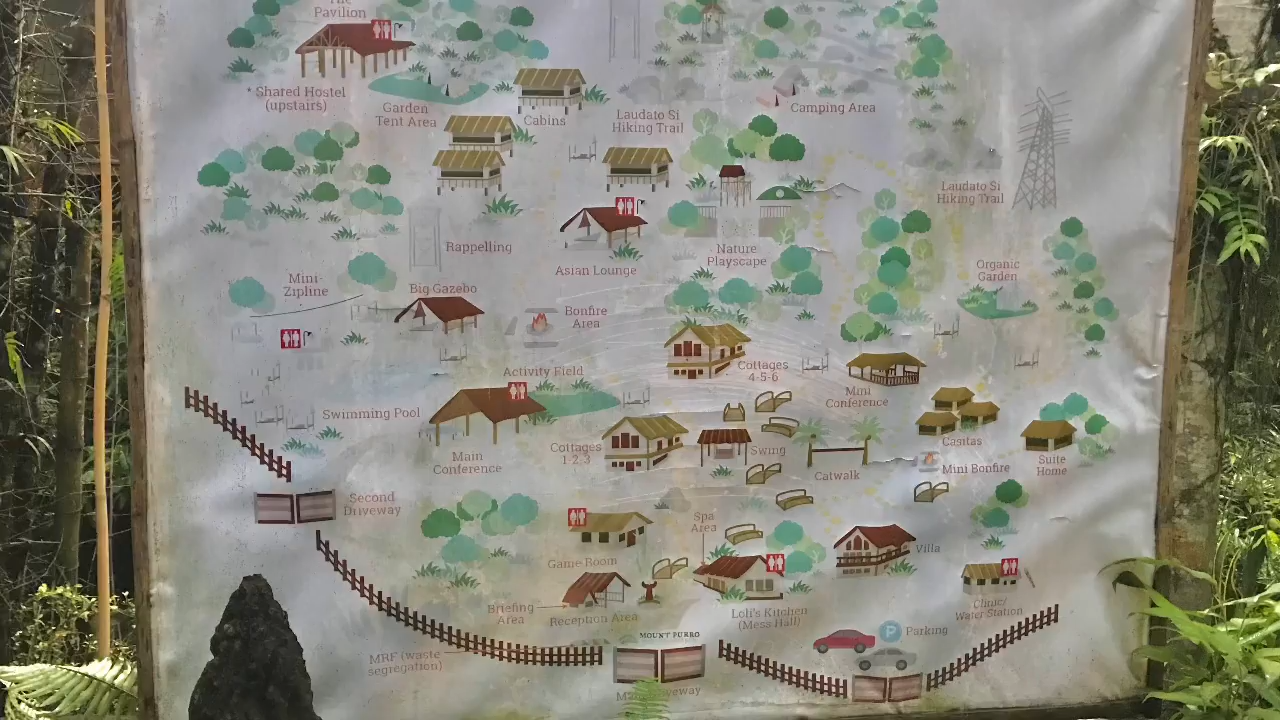 The
Pavilion
* Shared Hostel
(upstairs)
Garden
Tent Area
Cabins
Laudato Si
Hiking Trail
Camping Area
Laudato Si
Hiking Trail
Rappelling
Asian Lounge
Nature
Playscape
Organic
Garden
Mini-
Zipline
Big Gazebo
Bonfire
Area
Activity Field
Cottages
4-5-6
Mini
Conference
Swimming Pool
Main
Conference
Cottages
1-2-3
Swing
Catwalk
Casitas
Mini Bonfire
Suite
Home
Second
Driveway
Spa
Area
Game Room
Villa
Briefing
Area
Reception Area
Loli's Kitchen
(Mess Hall)
Clinic/
Water Station
MOUNT PURRO
P
Parking
MRF (waste
segregation)